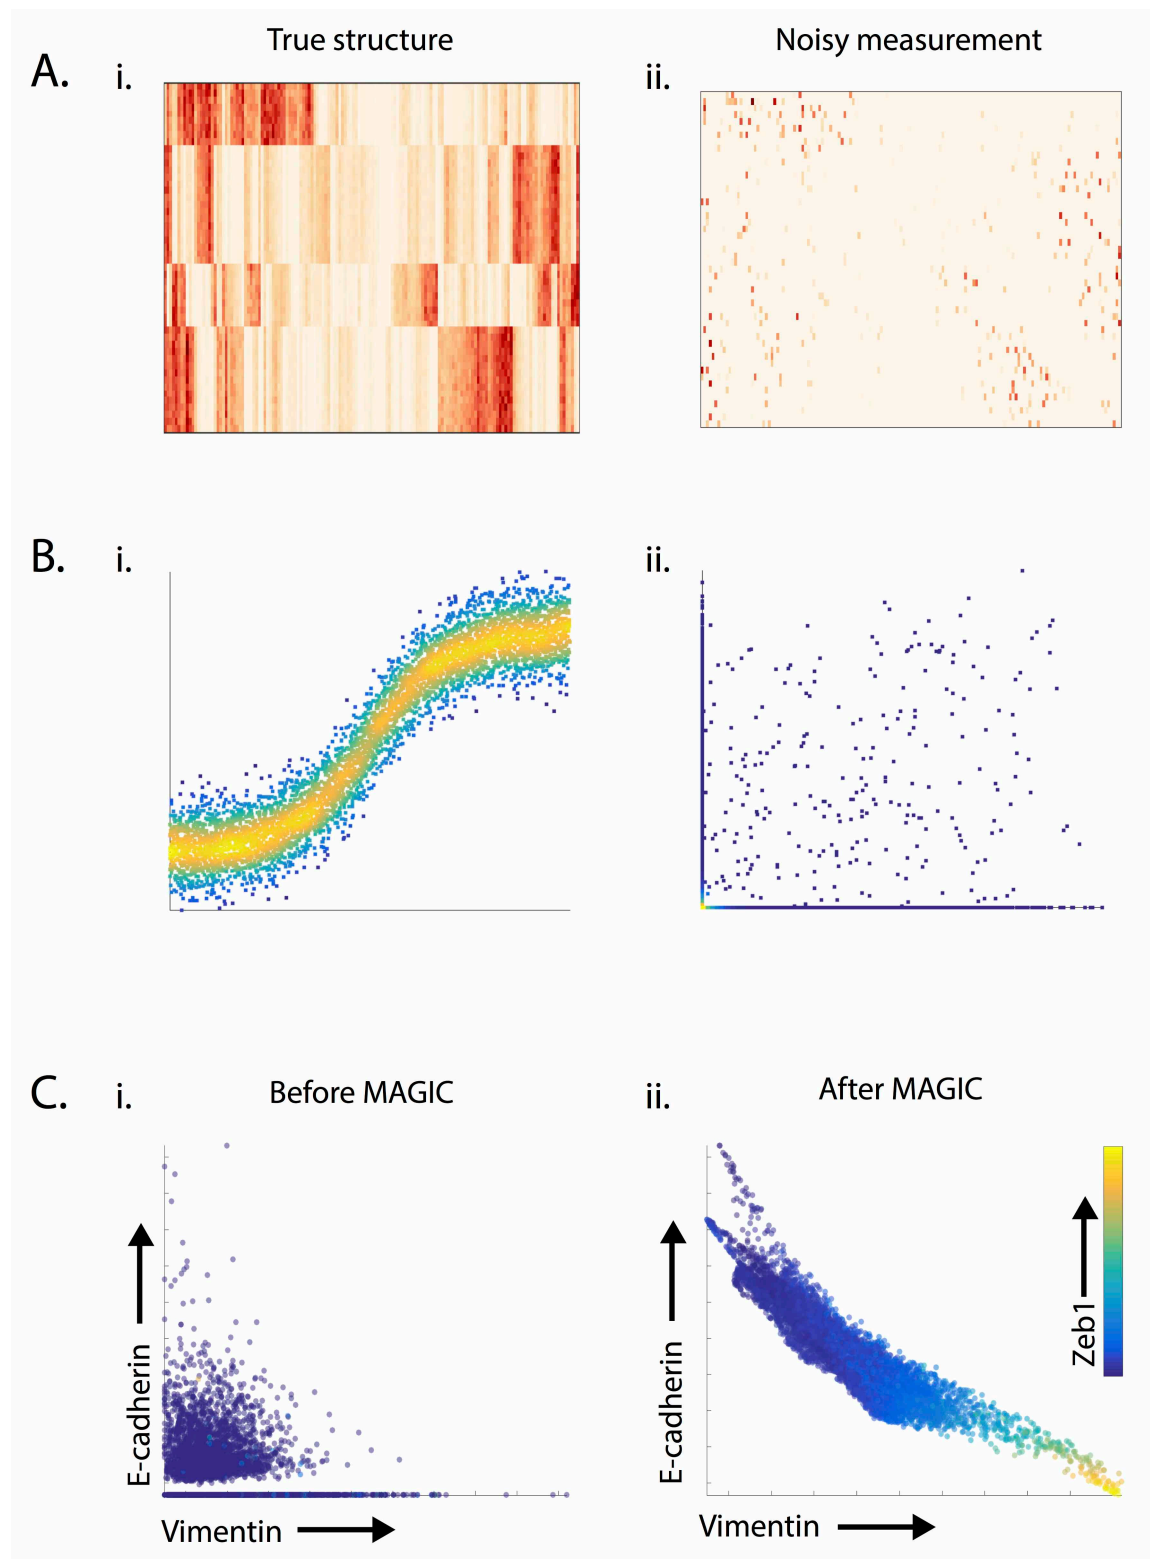 True structure
Noisy measurement
A.
i.
ii.
B.
i.
ii.
C.
i.
Before MAGIC
ii.
After MAGIC
E-cadherin
Vimentin
E-cadherin
Vimentin
Zeb1